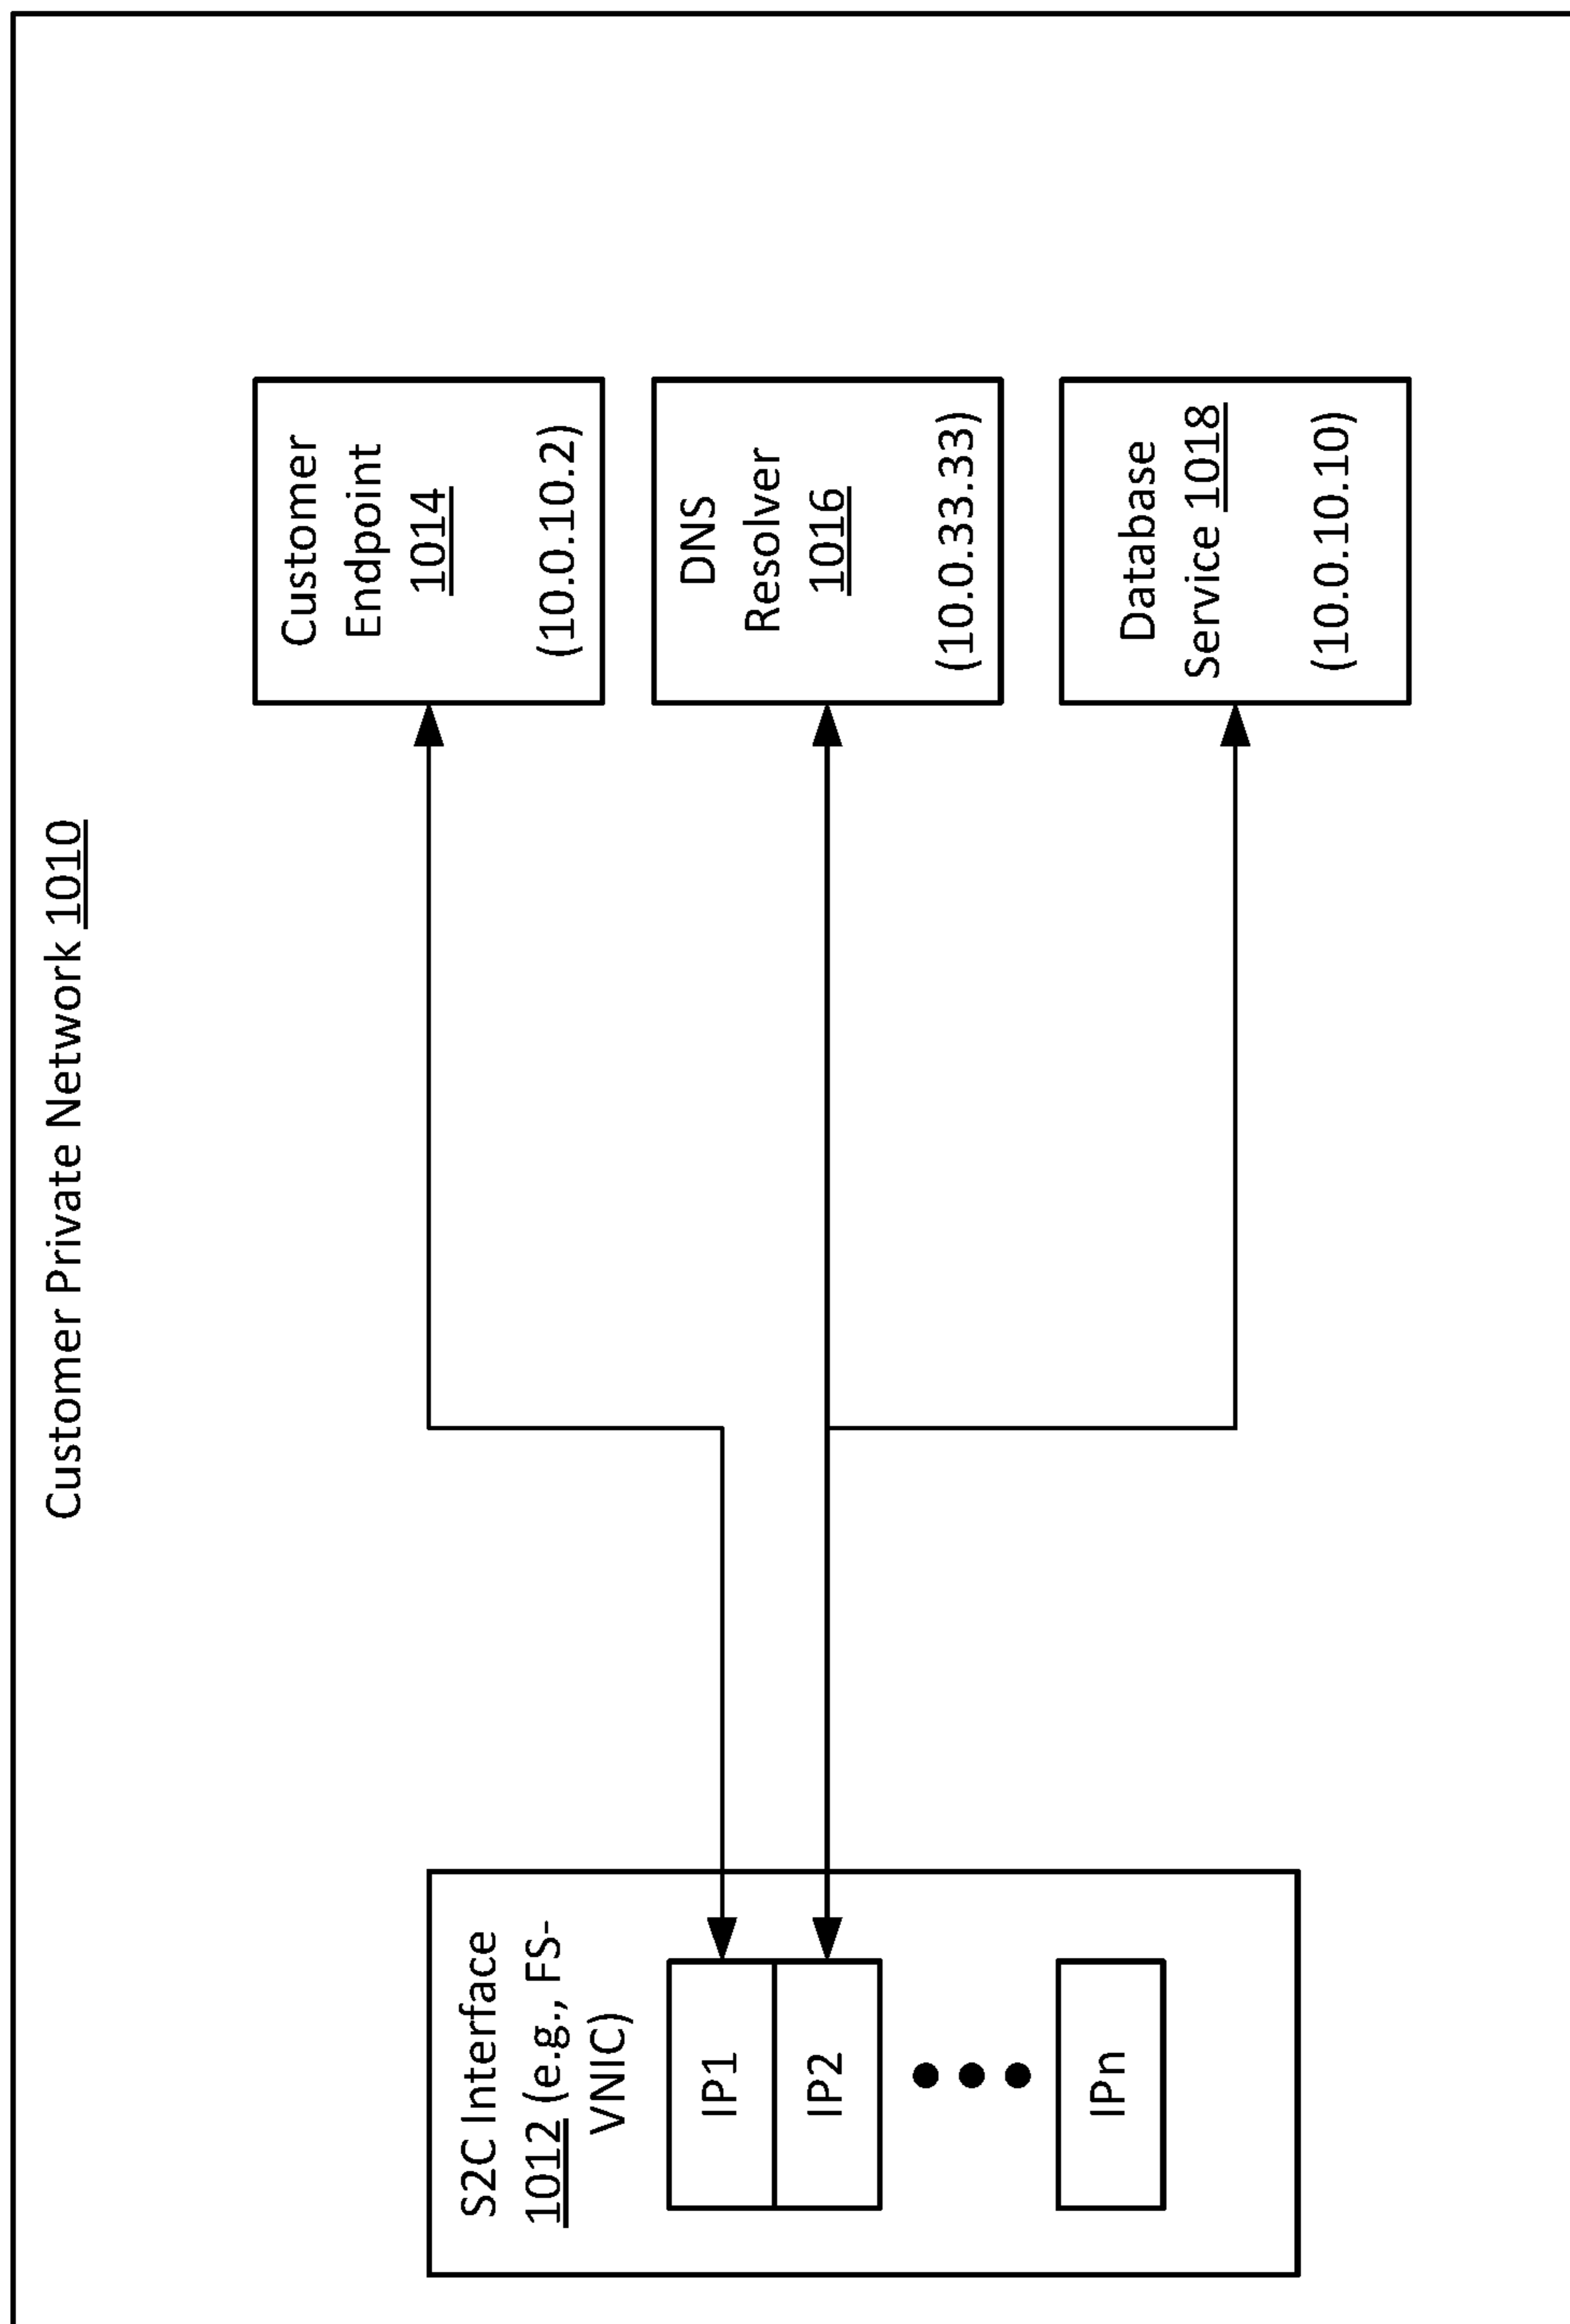 Customer Private Network 1010
S2C Interface
1012 (e.g., FS-
VNIC)
IP1
IP2
IPn
Customer
Endpoint
1014
(10.0.10.2)
DNS
Resolver
1016
(10.0.33.33)
Database
Service 1018
(10.0.10.10)